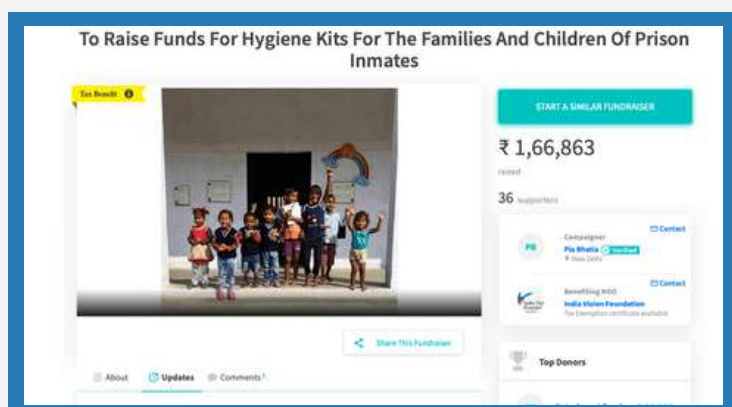 To Raise Funds For Hygiene Kits For The Families And Children Of Prison
Inmates
Tax Benefit
START A SIMILAR FUNDRAISER
₹ 1,66,863
raised
36 supporters
Contact
PB
Campaigner
Pia Bhatia Verified
New Delhi
Contact
Benefiting NGO
India Vision Foundation
Tax Exemption certificate available
Share This Fundraiser
Top Donors
About Updates Comments